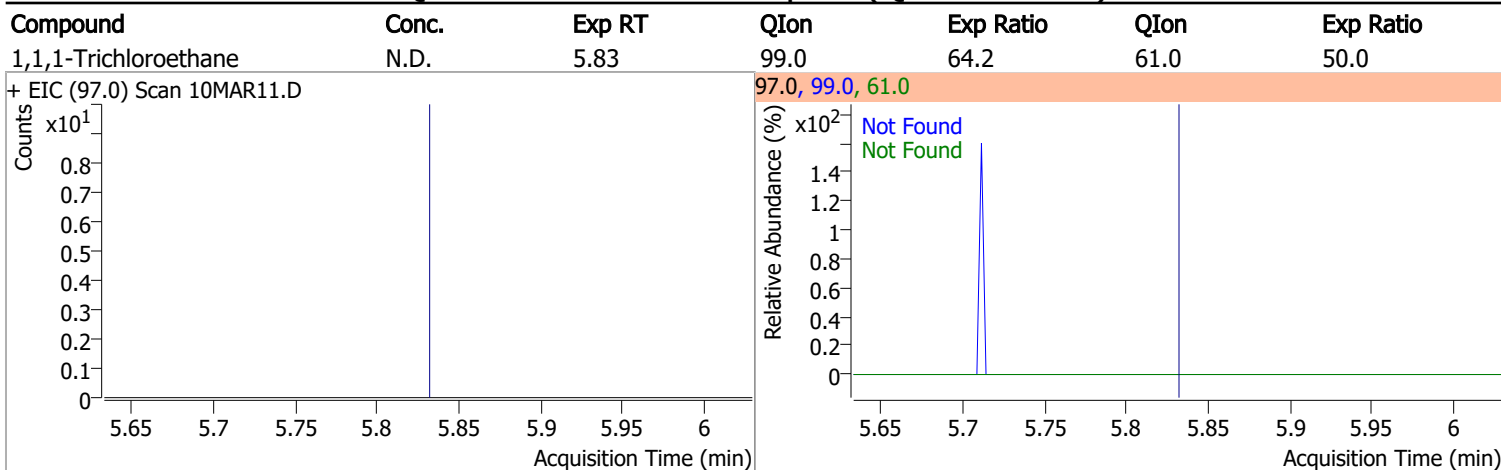 Compound Conc. Exp RT QIon Exp Ratio QIon Exp Ratio
1,1,1-Trichloroethane N.D. 5.83 99.0 64.2 61.0 50.0
+ EIC (97.0) Scan 10MAR11.D
Counts
x10¹
0.8
0.7
0.6
0.5
0.4
0.3
0.2
0.1
0
5.65 5.7 5.75 5.8 5.85 5.9 5.95 6
Acquisition Time (min)
97.0, 99.0, 61.0
Relative Abundance (%)
x10²
Not Found
Not Found
1.4
1.2
1
0.8
0.6
0.4
0.2
0
5.65 5.7 5.75 5.8 5.85 5.9 5.95 6
Acquisition Time (min)